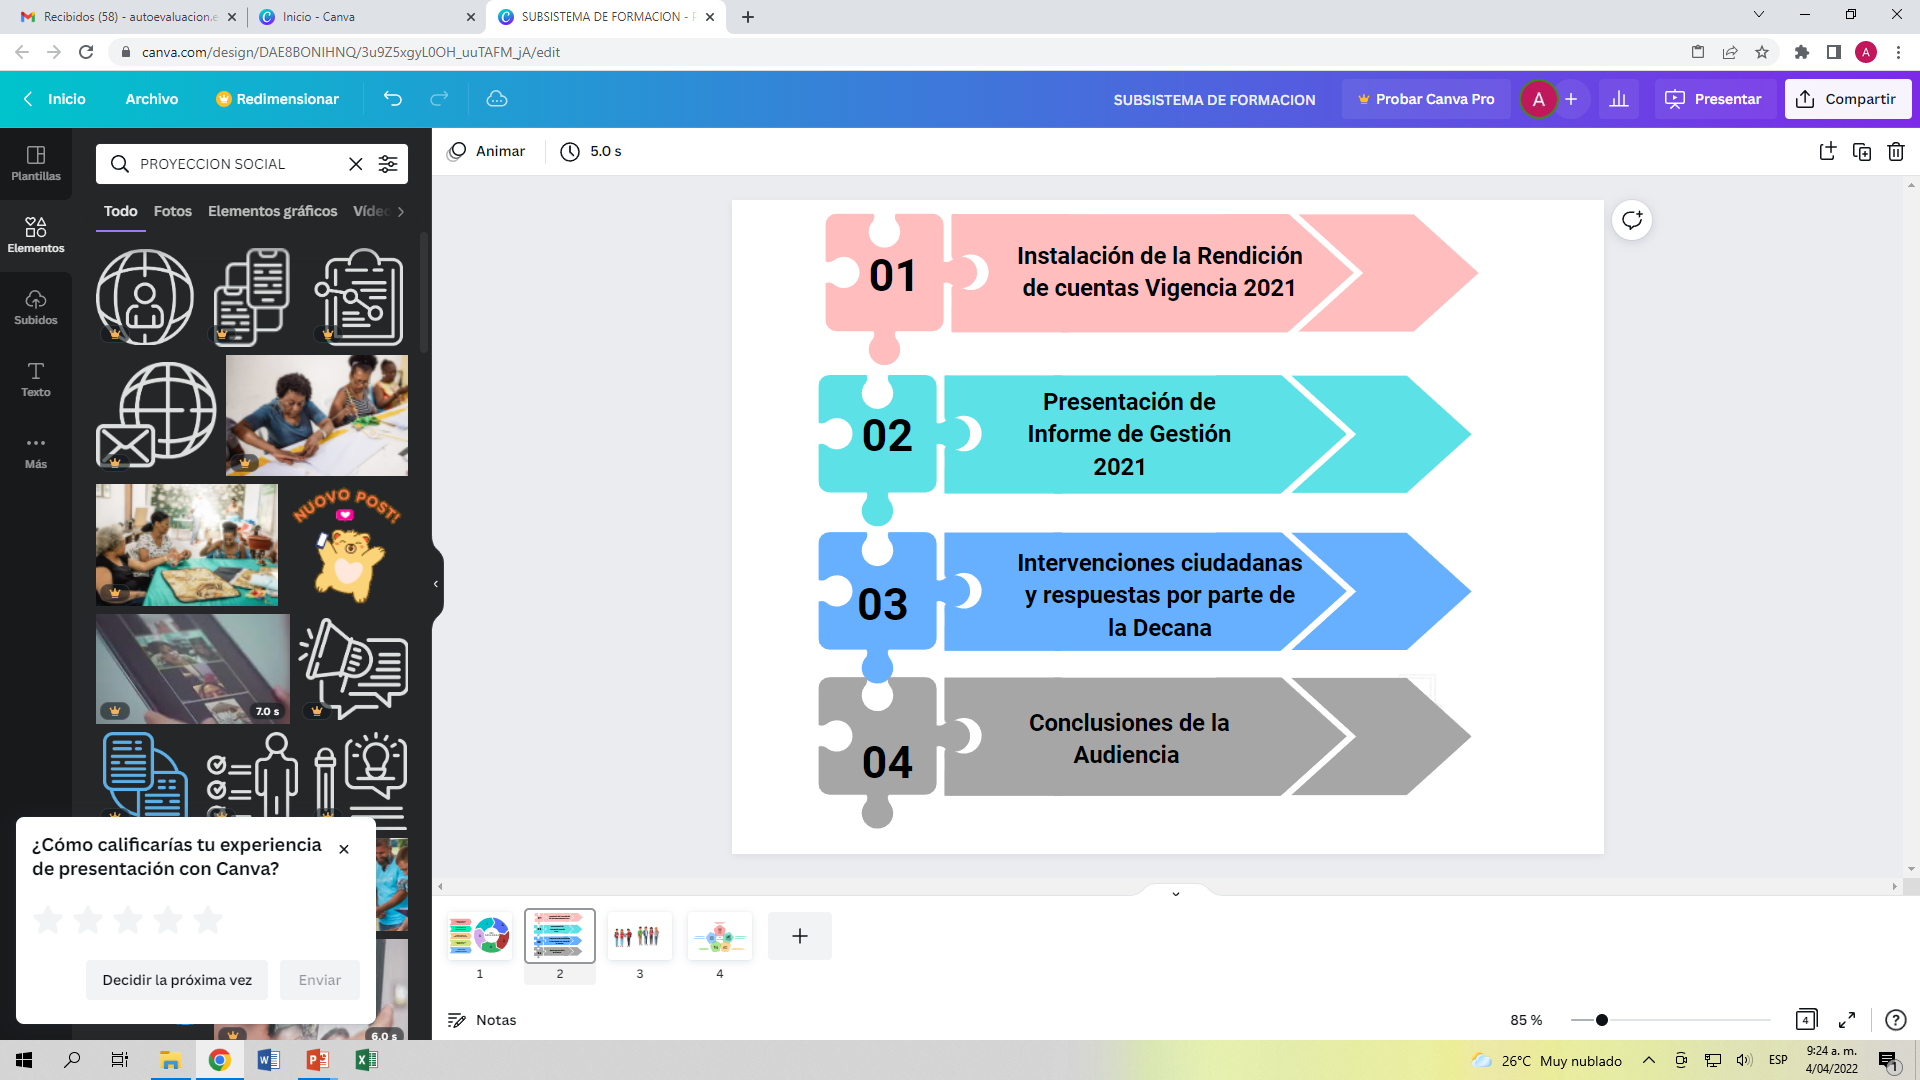 Recibidos (58) - autoevaluacion.e
Inicio - Canva
SUBSISTEMA DE FORMACION -
canva.com/design/DAE8BONIHNQ/3u9Z5xgyL0OH_uuTAFM_jA/edit
A
Inicio
Archivo
Redimensionar
SUBSISTEMA DE FORMACION
Probar Canva Pro
A
Presentar
Compartir
Plantillas
Elementos
Subidos
Texto
Más
PROYECCION SOCIAL
Todo
Fotos
Elementos gráficos
Animar
5.0 s
NUOVO POST!
7.0 s
6.0 s
01
Instalación de la Rendición
de cuentas Vigencia 2021
02
Presentación de
Informe de Gestión
2021
03
Intervenciones ciudadanas
y respuestas por parte de
la Decana
04
Conclusiones de la
Audiencia
¿Cómo calificarías tu experiencia
de presentación con Canva?
Decidir la próxima vez
Enviar
1
2
3
4
Notas
85 %
4
26°C Muy nublado
ESP
9:24 a. m.
4/04/2022
1